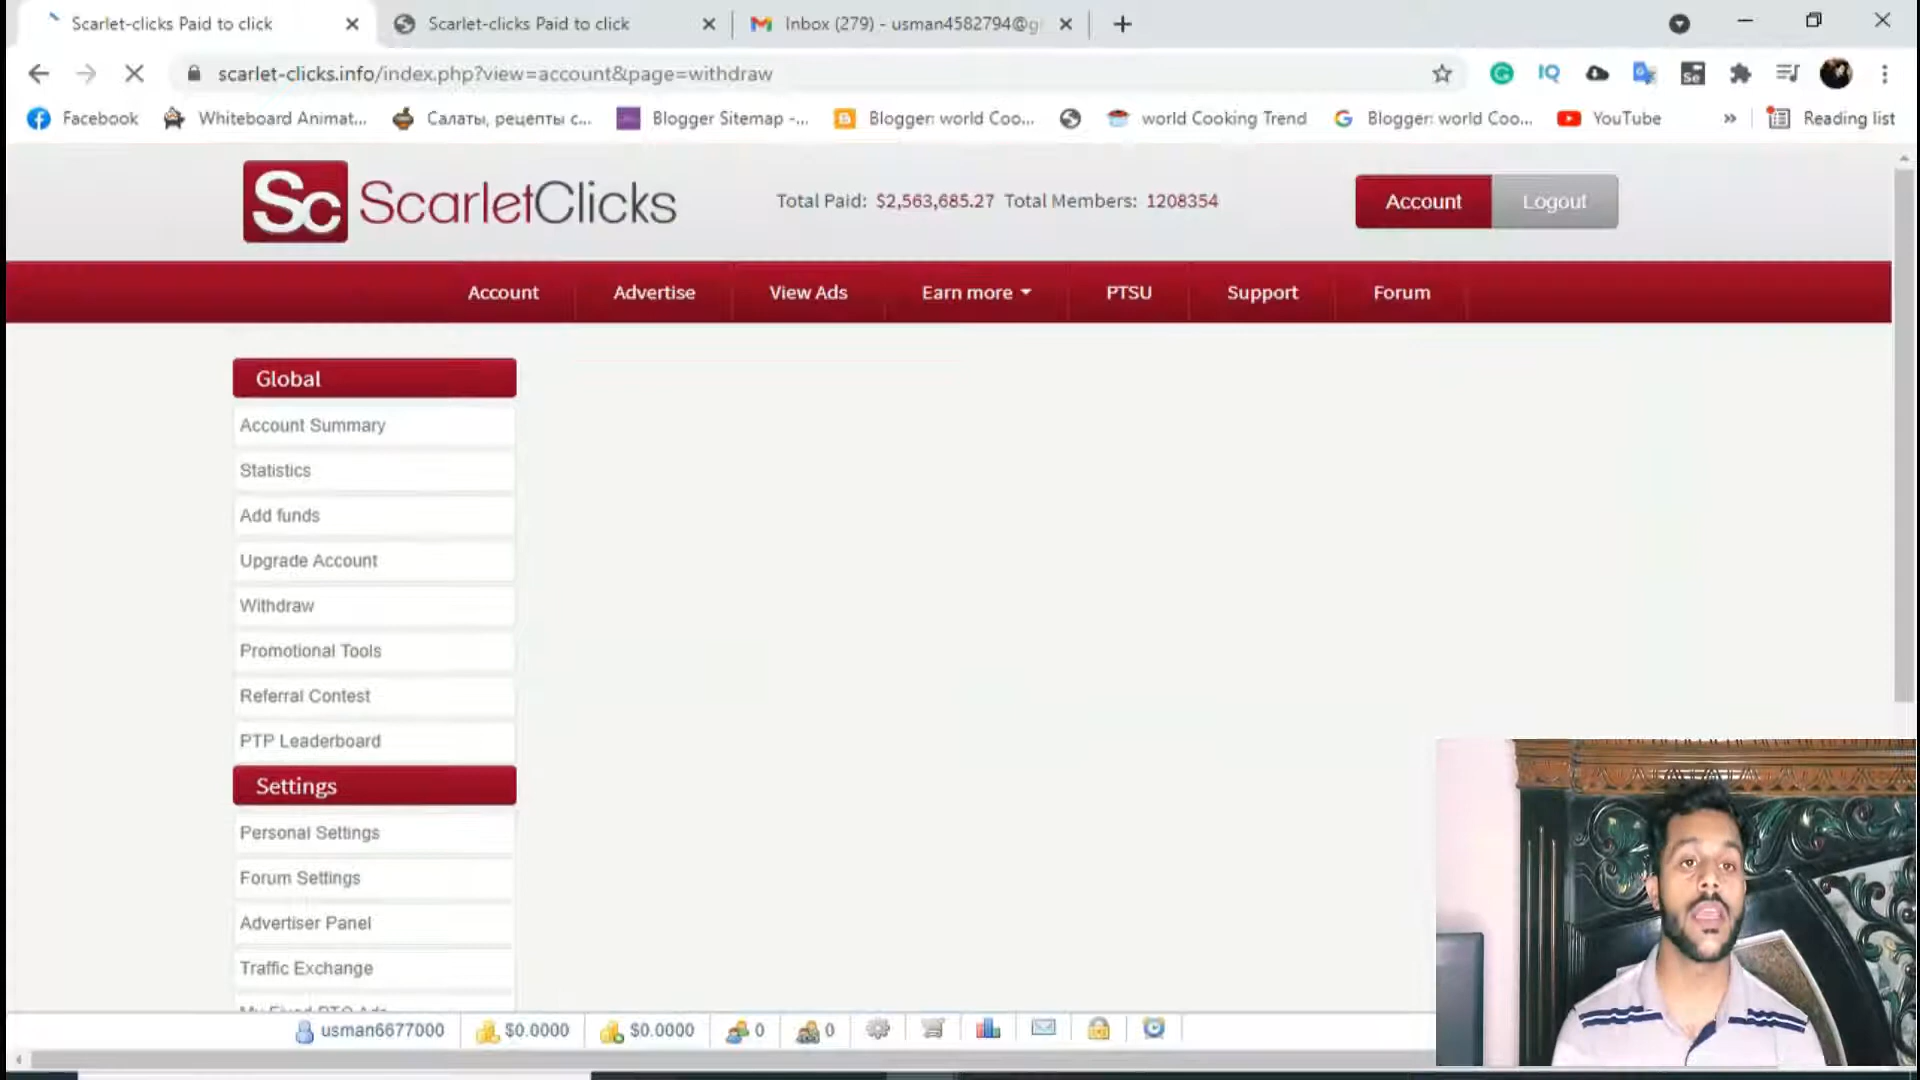 Scarlet-clicks Paid to click
Scarlet-clicks Paid to click
Inbox (279) - usman4582794@g
scarlet-clicks.info/index.php?view=account&page=withdraw
Facebook
Whiteboard Animat...
Салаты, рецепты с...
Blogger Sitemap -...
Blogger: world Coo...
world Cooking Trend
Blogger: world Coo...
YouTube
»
Reading list
IQ
Se
Sc ScarletClicks
Total Paid: $2,563,685.27 Total Members: 1208354
Account
Logout
Account
Advertise
View Ads
Earn more
PTSU
Support
Forum
Global
Account Summary
Statistics
Add funds
Upgrade Account
Withdraw
Promotional Tools
Referral Contest
PTP Leaderboard
Settings
Personal Settings
Forum Settings
Advertiser Panel
Traffic Exchange
usman6677000
$0.0000
$0.0000
0
0